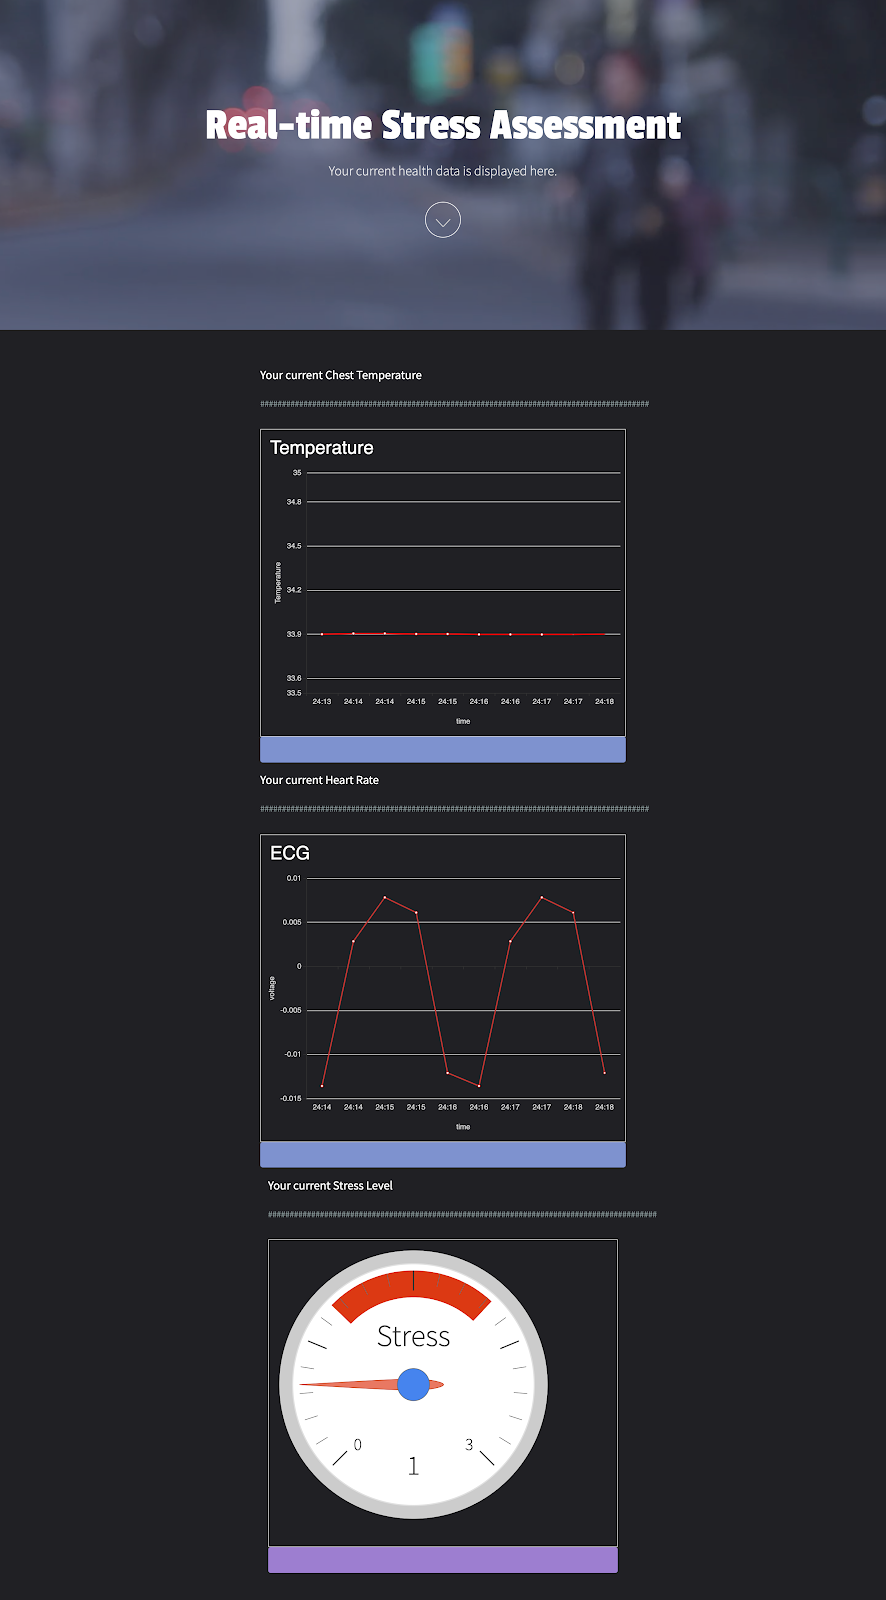 Real-time Stress Assessment
Your current health data is displayed here.
Your current Chest Temperature
##########################################################################################
Temperature
35
34.8
34.5
34.2
33.9
33.6
33.5
Temperature
24:13 24:14 24:14 24:15 24:15 24:16 24:16 24:17 24:17 24:18
time
Your current Heart Rate
##########################################################################################
ECG
0.01
0.005
0
-0.005
-0.01
-0.015
voltage
24:14 24:14 24:15 24:15 24:16 24:16 24:17 24:17 24:18 24:18
time
Your current Stress Level
##########################################################################################
Stress
0 3
1